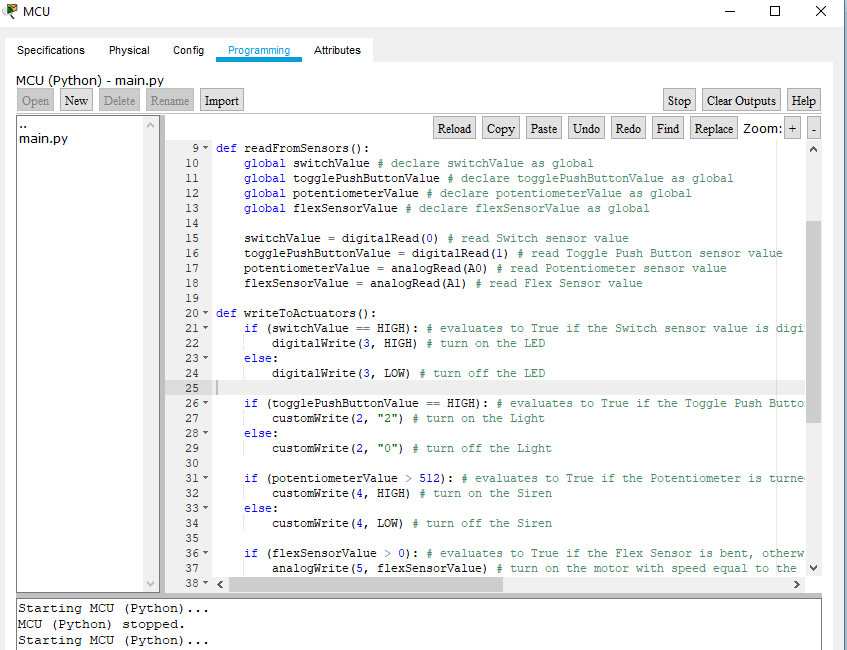 MCU
Specifications Physical Config Programming Attributes
MCU (Python) - main.py
Open New Delete Rename Import Stop Clear Outputs Help
Reload Copy Paste Undo Redo Find Replace Zoom: + -
..
main.py
9 def readFromSensors():
10 global switchValue # declare switchValue as global
11 global togglePushButtonValue # declare togglePushButtonValue as global
12 global potentiometerValue # declare potentiometerValue as global
13 global flexSensorValue # declare flexSensorValue as global
14
15 switchValue = digitalRead(0) # read Switch sensor value
16 togglePushButtonValue = digitalRead(1) # read Toggle Push Button sensor value
17 potentiometerValue = analogRead(A0) # read Potentiometer sensor value
18 flexSensorValue = analogRead(A1) # read Flex Sensor value
19
20 def writeToActuators():
21 if (switchValue == HIGH): # evaluates to True if the Switch sensor value is digi
22 digitalWrite(3, HIGH) # turn on the LED
23 else:
24 digitalWrite(3, LOW) # turn off the LED
25
26 if (togglePushButtonValue == HIGH): # evaluates to True if the Toggle Push Butto
27 customWrite(2, "2") # turn on the Light
28 else:
29 customWrite(2, "0") # turn off the Light
30
31 if (potentiometerValue > 512): # evaluates to True if the Potentiometer is turne
32 customWrite(4, HIGH) # turn on the Siren
33 else:
34 customWrite(4, LOW) # turn off the Siren
35
36 if (flexSensorValue > 0): # evaluates to True if the Flex Sensor is bent, otherw
37 analogWrite(5, flexSensorValue) # turn on the motor with speed equal to the
38
Starting MCU (Python)...
MCU (Python) stopped.
Starting MCU (Python)...